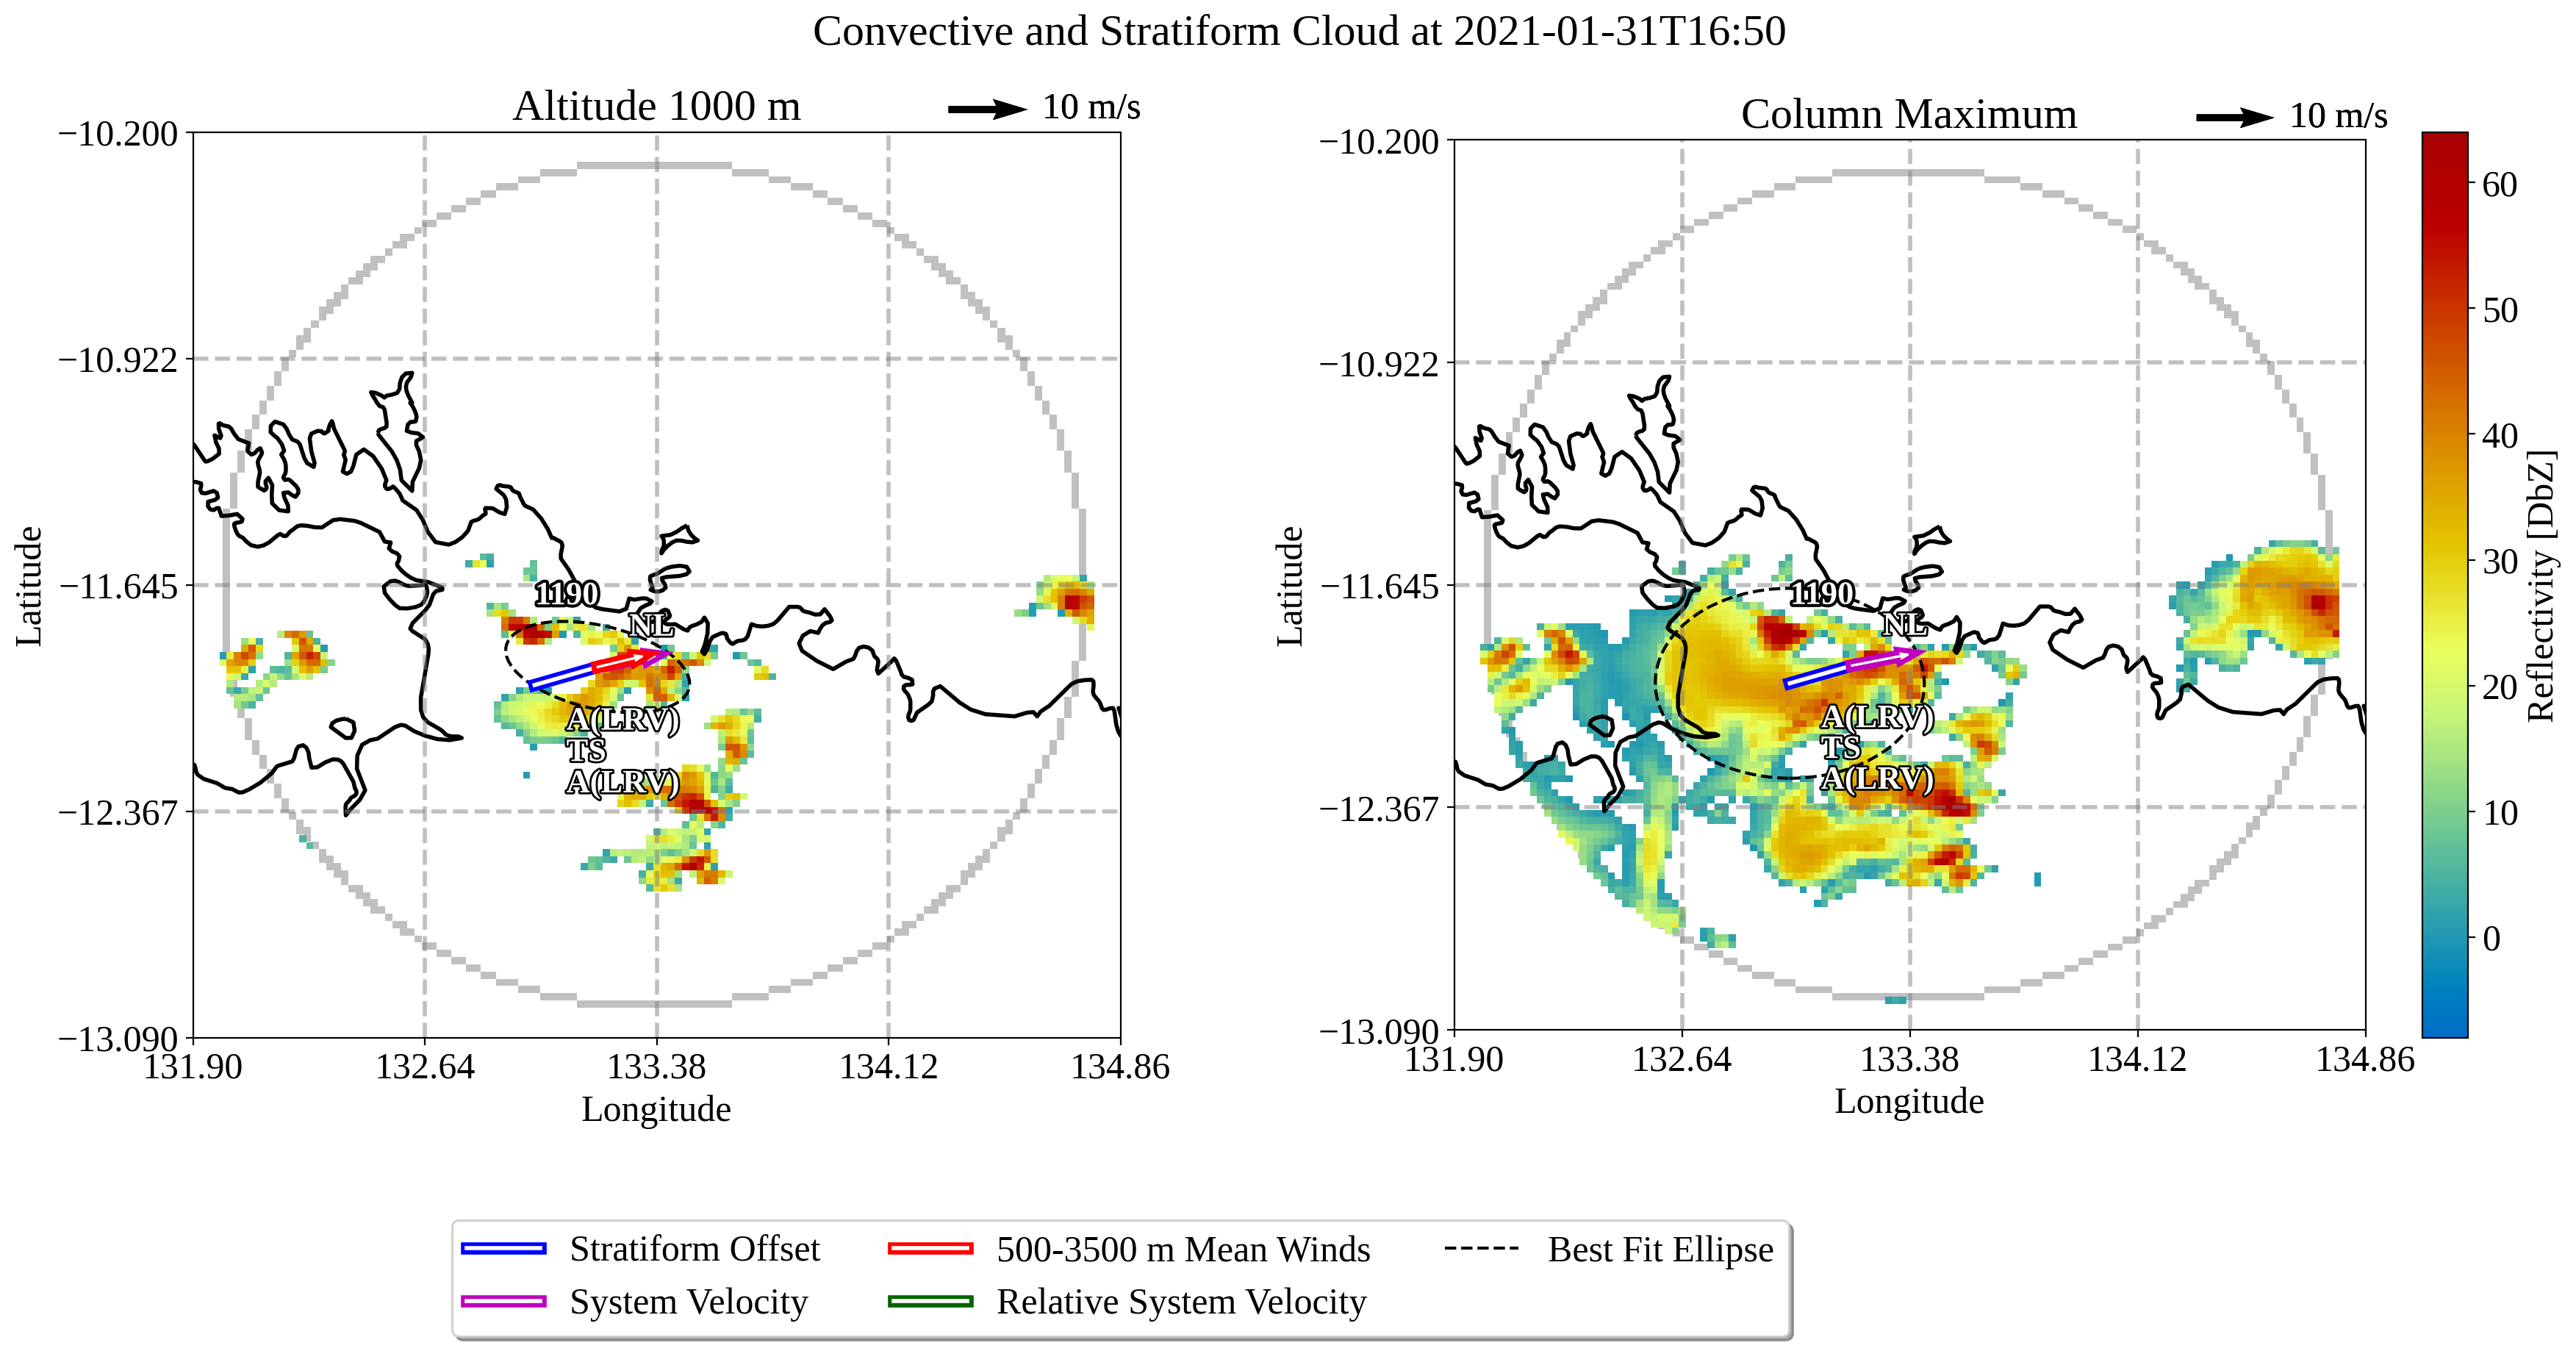 Convective and Stratiform Cloud at 2021-01-31T16:50
Altitude 1000 m
10 m/s
−10.200
−10.922
−11.645
−12.367
−13.090
Latitude
131.90
132.64
133.38
134.12
134.86
Longitude
1190
NL
A(LRV)
TS
A(LRV)
Column Maximum
10 m/s
−10.200
−10.922
−11.645
−12.367
−13.090
Latitude
131.90
132.64
133.38
134.12
134.86
Longitude
1190
NL
A(LRV)
TS
A(LRV)
60
50
40
30
20
10
0
Reflectivity [DbZ]
Stratiform Offset
500-3500 m Mean Winds
Best Fit Ellipse
System Velocity
Relative System Velocity